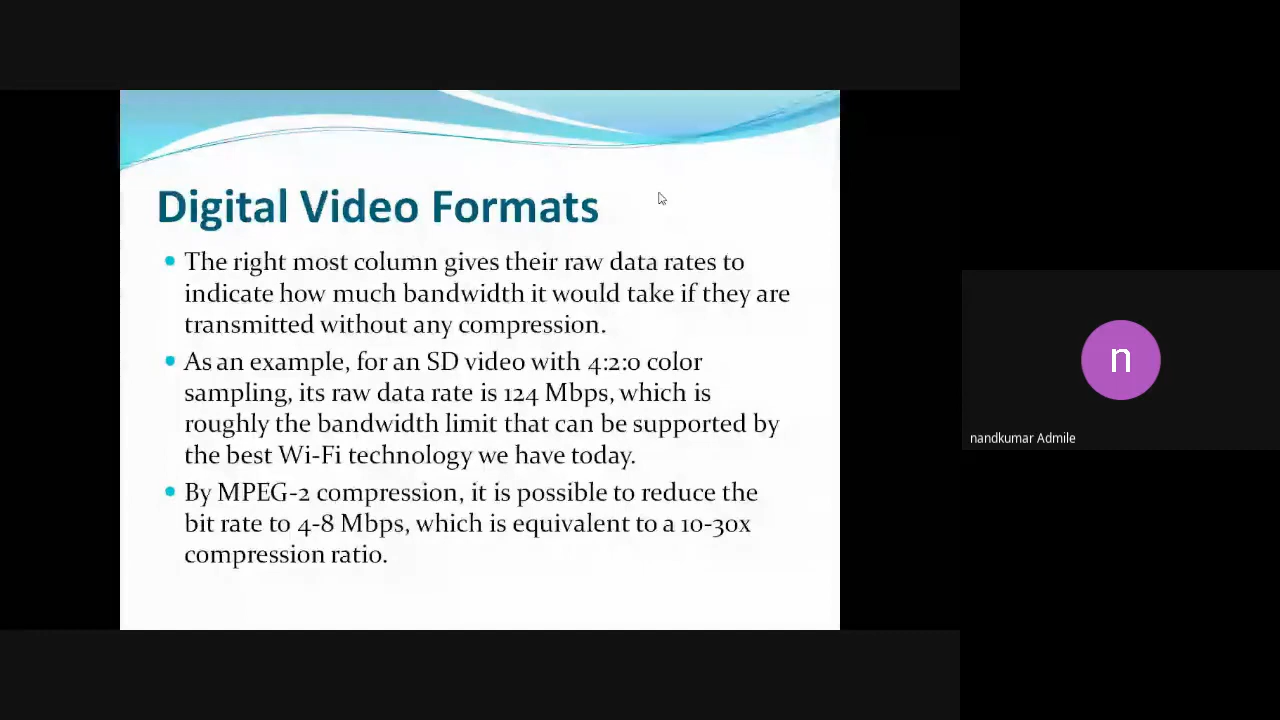 Digital Video Formats
• The right most column gives their raw data rates to
indicate how much bandwidth it would take if they are
transmitted without any compression.
• As an example, for an SD video with 4:2:0 color
sampling, its raw data rate is 124 Mbps, which is
roughly the bandwidth limit that can be supported by
the best Wi-Fi technology we have today.
• By MPEG-2 compression, it is possible to reduce the
bit rate to 4-8 Mbps, which is equivalent to a 10-30x
compression ratio.
n
nandkumar Admile